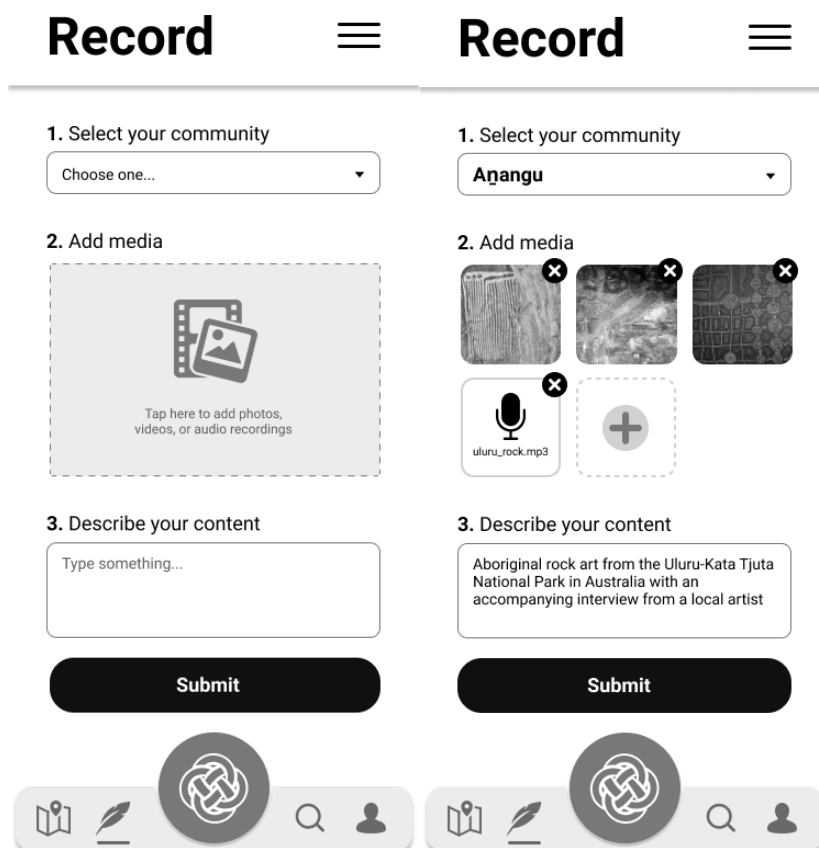 Record
1. Select your community
Choose one...
2. Add media
Tap here to add photos,
videos, or audio recordings
3. Describe your content
Type something...
Submit
Record
1. Select your community
Aṉangu
2. Add media
uluru_rock.mp3
3. Describe your content
Aboriginal rock art from the Uluru-Kata Tjuta
National Park in Australia with an
accompanying interview from a local artist
Submit